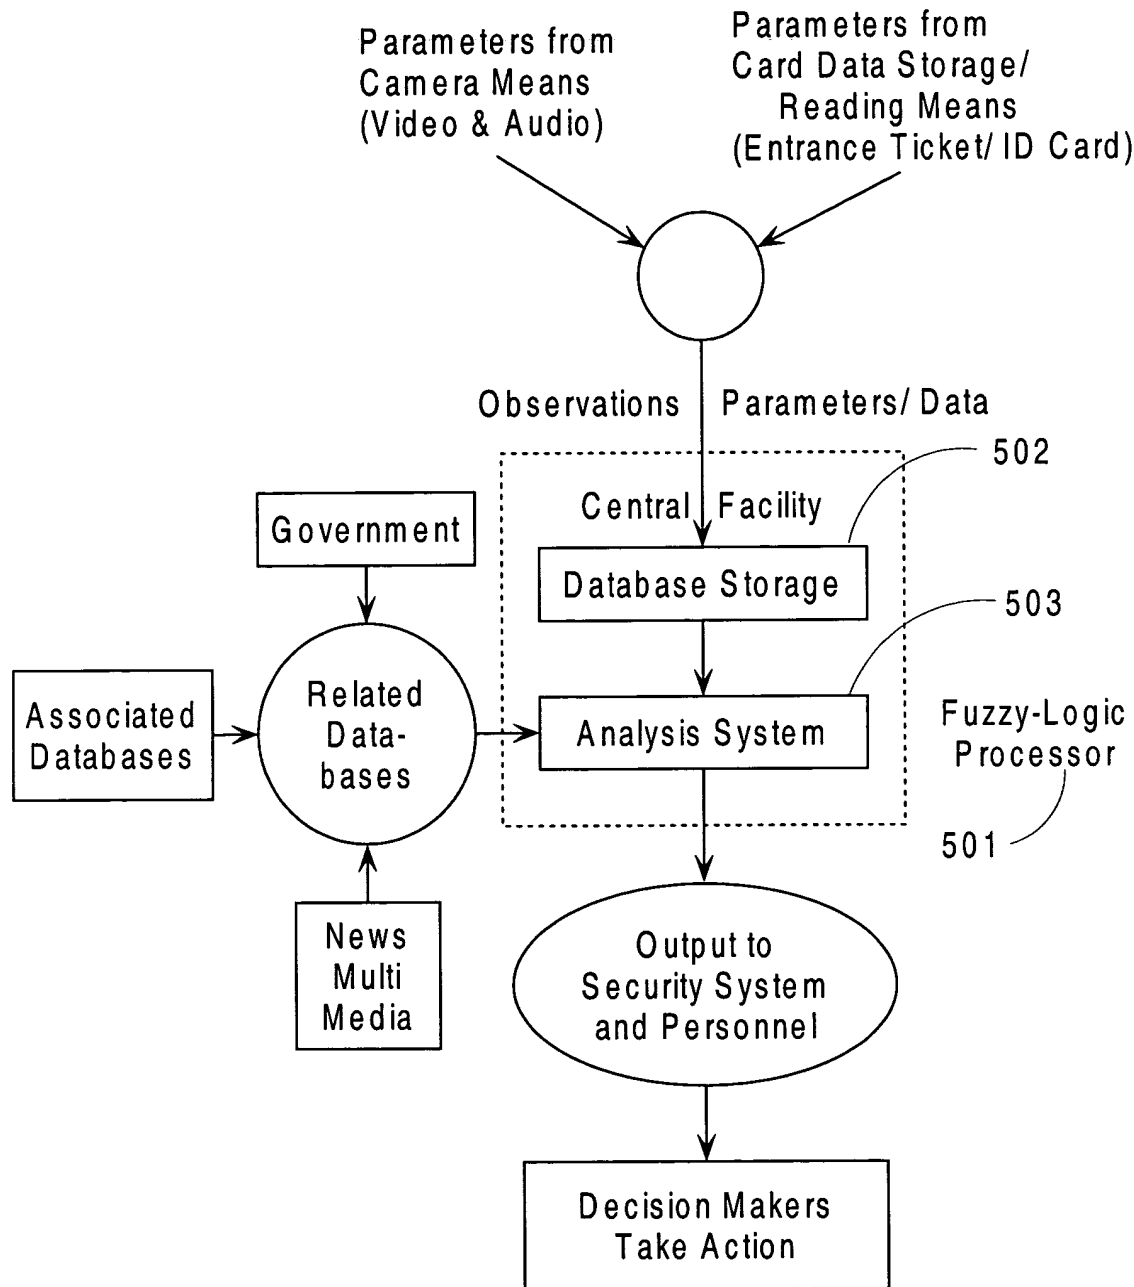 Parameters from
Camera Means
(Video & Audio)
Parameters from
Card Data Storage/
Reading Means
(Entrance Ticket/ ID Card)
Observations Parameters/ Data
502
Central Facility
Government
Database Storage
503
Associated
Databases
Related
Data-
bases
Analysis System
Fuzzy-Logic
Processor
501
News
Multi
Media
Output to
Security System
and Personnel
Decision Makers
Take Action